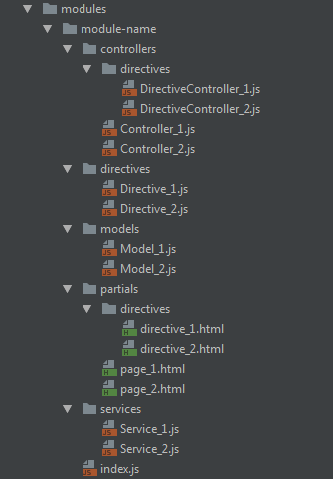 modules
module-name
controllers
directives
DirectiveController_1.js
DirectiveController_2.js
Controller_1.js
Controller_2.js
directives
Directive_1.js
Directive_2.js
models
Model_1.js
Model_2.js
partials
directives
directive_1.html
directive_2.html
page_1.html
page_2.html
services
Service_1.js
Service_2.js
index.js